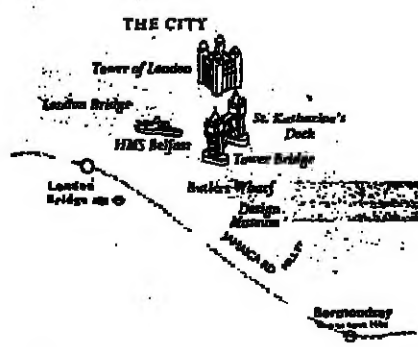 THE CITY
Tower of London
London Bridge
St. Katharine's
Dock
HMS Belfast
Tower Bridge
Butlers Wharf
Design
Museum
London
Bridge
JAMAICA RD
Bermondsey